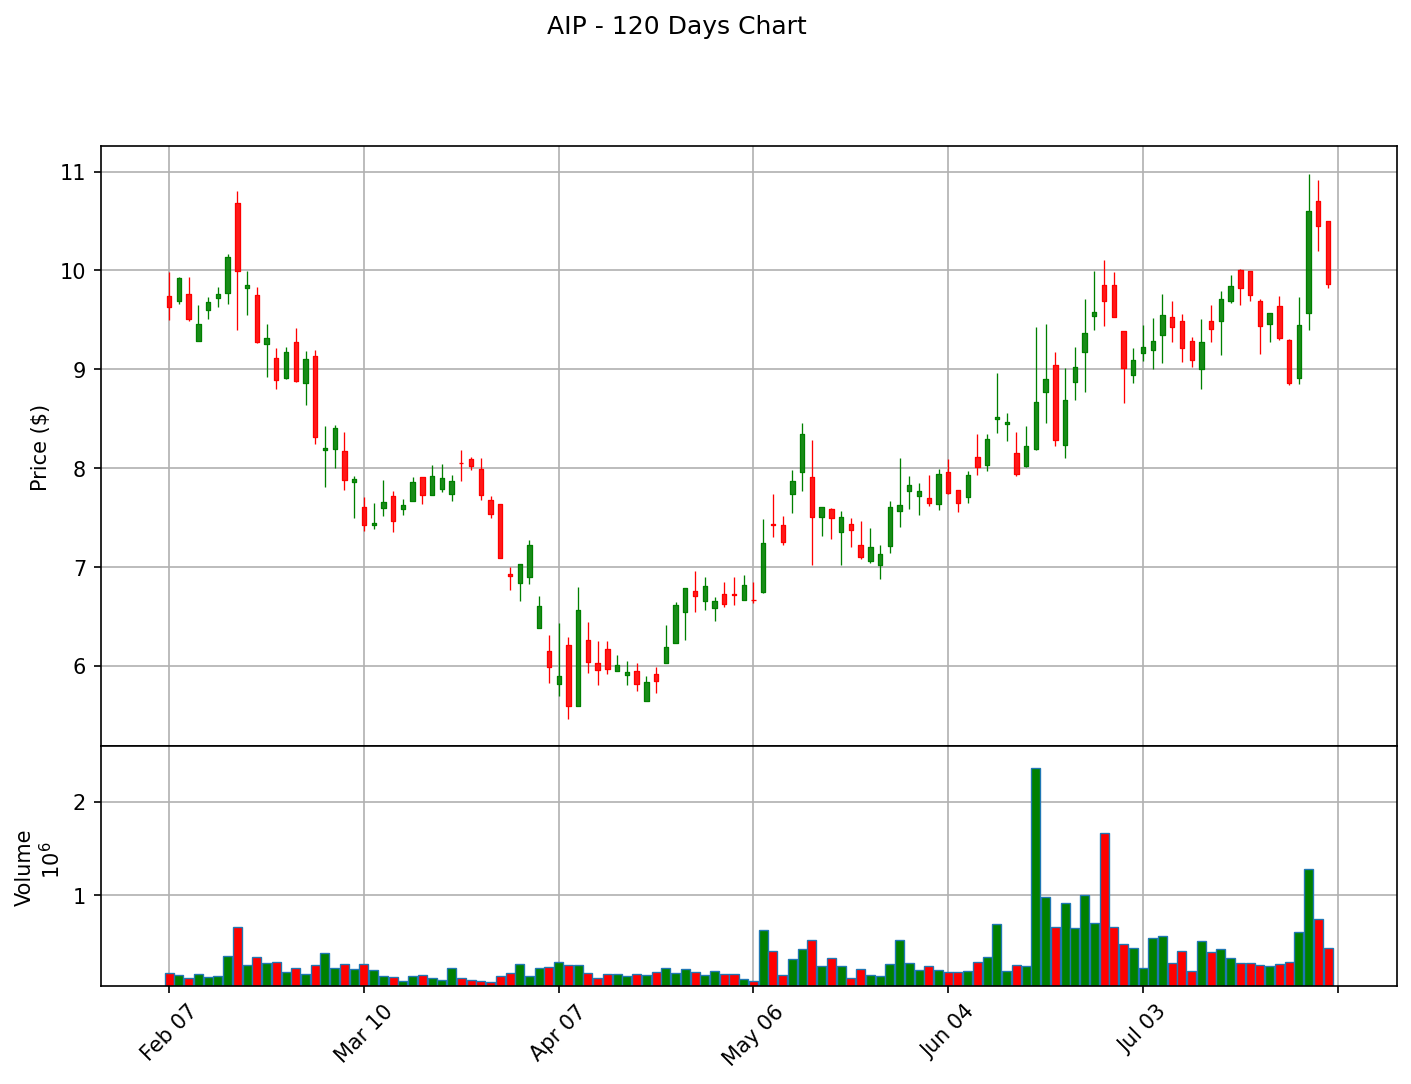 AIP - 120 Days Chart
Price ($)
11
10
9
8
7
6
Volume
10⁶
2
1
Feb 07
Mar 10
Apr 07
May 06
Jun 04
Jul 03